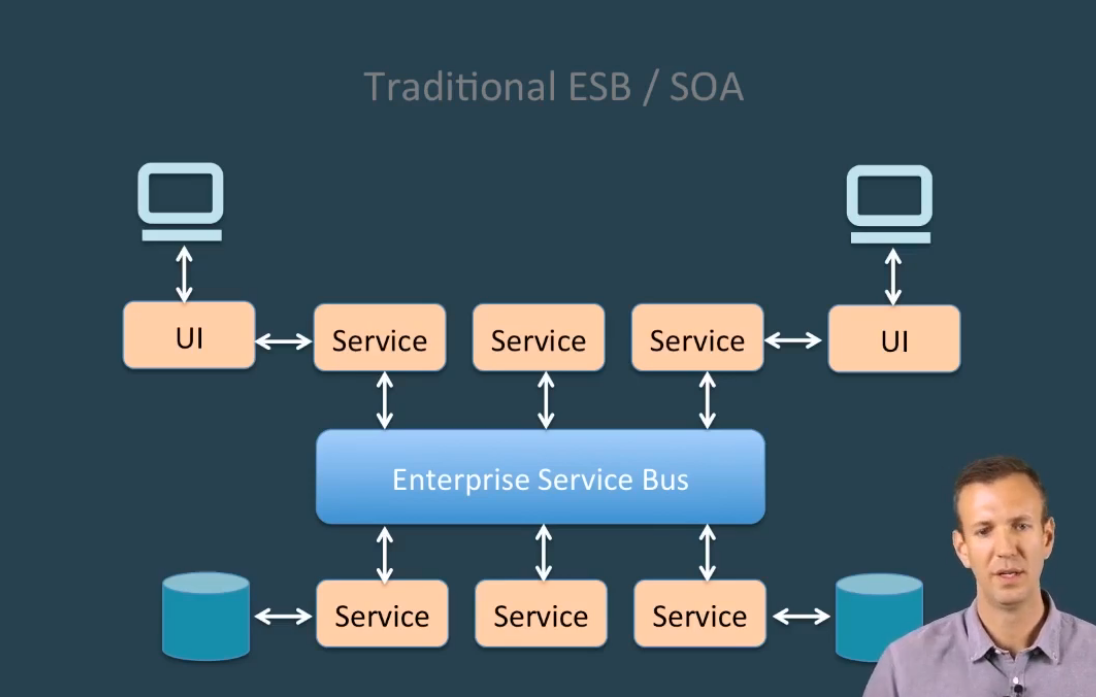 Traditional ESB / SOA
UI
Service
Service
Service
UI
Enterprise Service Bus
Service
Service
Service